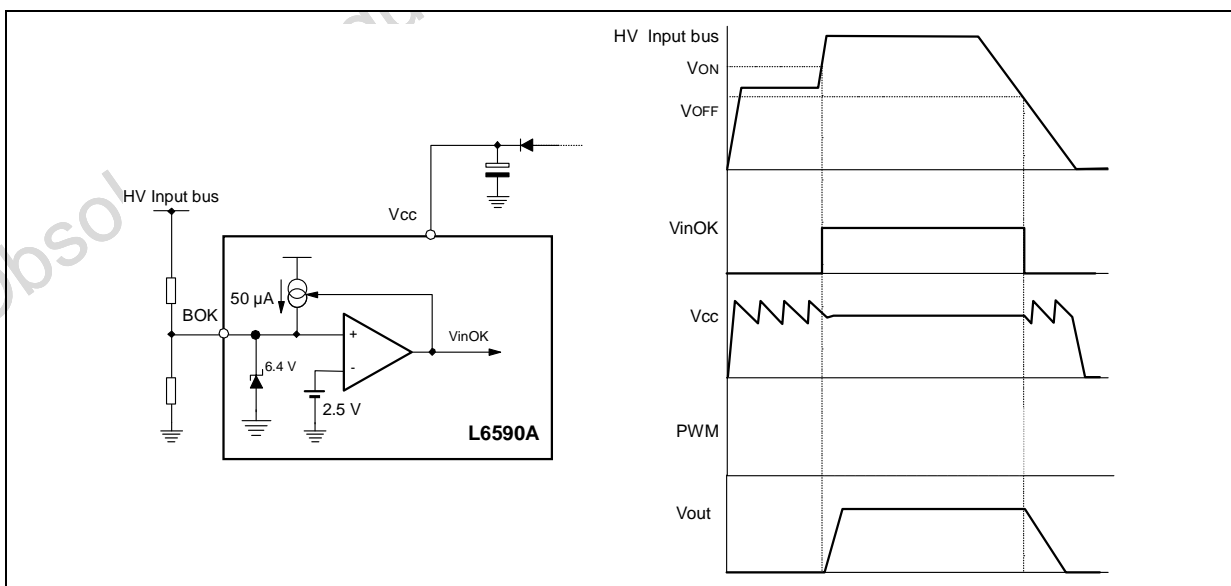 HV Input bus
BOK
50 µA
6.4 V
2.5 V
+
-
VinOK
Vcc
L6590A
HV Input bus
VON
VOFF
VinOK
Vcc
PWM
Vout